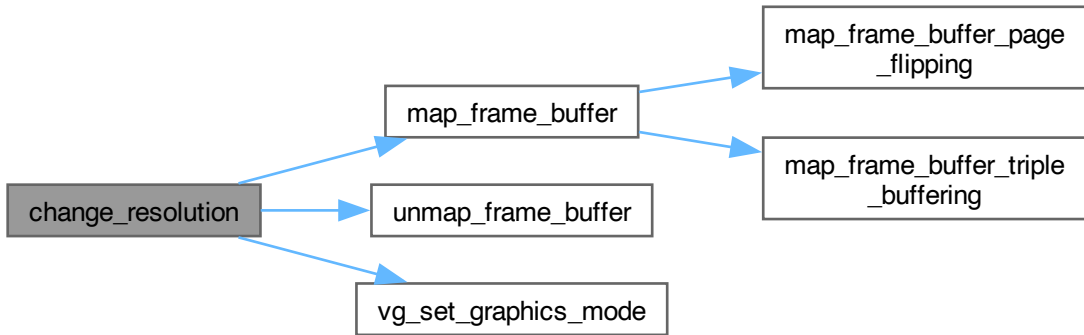 map_frame_buffer_page
_flipping
map_frame_buffer
map_frame_buffer_triple
_buffering
change_resolution
unmap_frame_buffer
vg_set_graphics_mode